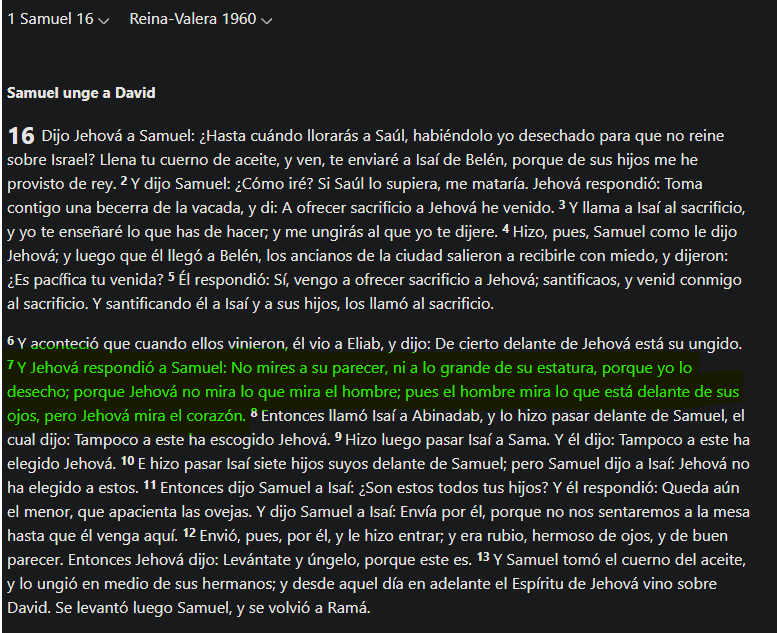 1 Samuel 16 Reina-Valera 1960
Samuel unge a David
16 Dijo Jehová a Samuel: ¿Hasta cuándo llorarás a Saúl, habiéndolo yo desechado para que no reine
sobre Israel? Llena tu cuerno de aceite, y ven, te enviaré a Isaí de Belén, porque de sus hijos me he
provisto de rey. 2 Y dijo Samuel: ¿Cómo iré? Si Saúl lo supiera, me mataría. Jehová respondió: Toma
contigo una becerra de la vacada, y di: A ofrecer sacrificio a Jehová he venido. 3 Y llama a Isaí al sacrificio,
y yo te enseñaré lo que has de hacer; y me ungirás al que yo te dijere. 4 Hizo, pues, Samuel como le dijo
Jehová; y luego que él llegó a Belén, los ancianos de la ciudad salieron a recibirle con miedo, y dijeron:
¿Es pacífica tu venida? 5 Él respondió: Sí, vengo a ofrecer sacrificio a Jehová; santificaos, y venid conmigo
al sacrificio. Y santificando él a Isaí y a sus hijos, los llamó al sacrificio.
6 Y aconteció que cuando ellos vinieron, él vio a Eliab, y dijo: De cierto delante de Jehová está su ungido.
7 Y Jehová respondió a Samuel: No mires a su parecer, ni a lo grande de su estatura, porque yo lo
desecho; porque Jehová no mira lo que mira el hombre; pues el hombre mira lo que está delante de sus
ojos, pero Jehová mira el corazón. 8 Entonces llamó Isaí a Abinadab, y lo hizo pasar delante de Samuel, el
cual dijo: Tampoco a este ha escogido Jehová. 9 Hizo luego pasar Isaí a Sama. Y él dijo: Tampoco a este ha
elegido Jehová. 10 E hizo pasar Isaí siete hijos suyos delante de Samuel; pero Samuel dijo a Isaí: Jehová no
ha elegido a estos. 11 Entonces dijo Samuel a Isaí: ¿Son estos todos tus hijos? Y él respondió: Queda aún
el menor, que apacienta las ovejas. Y dijo Samuel a Isaí: Envía por él, porque no nos sentaremos a la mesa
hasta que él venga aquí. 12 Envió, pues, por él, y le hizo entrar; y era rubio, hermoso de ojos, y de buen
parecer. Entonces Jehová dijo: Levántate y úngelo, porque este es. 13 Y Samuel tomó el cuerno del aceite,
y lo ungió en medio de sus hermanos; y desde aquel día en adelante el Espíritu de Jehová vino sobre
David. Se levantó luego Samuel, y se volvió a Ramá.